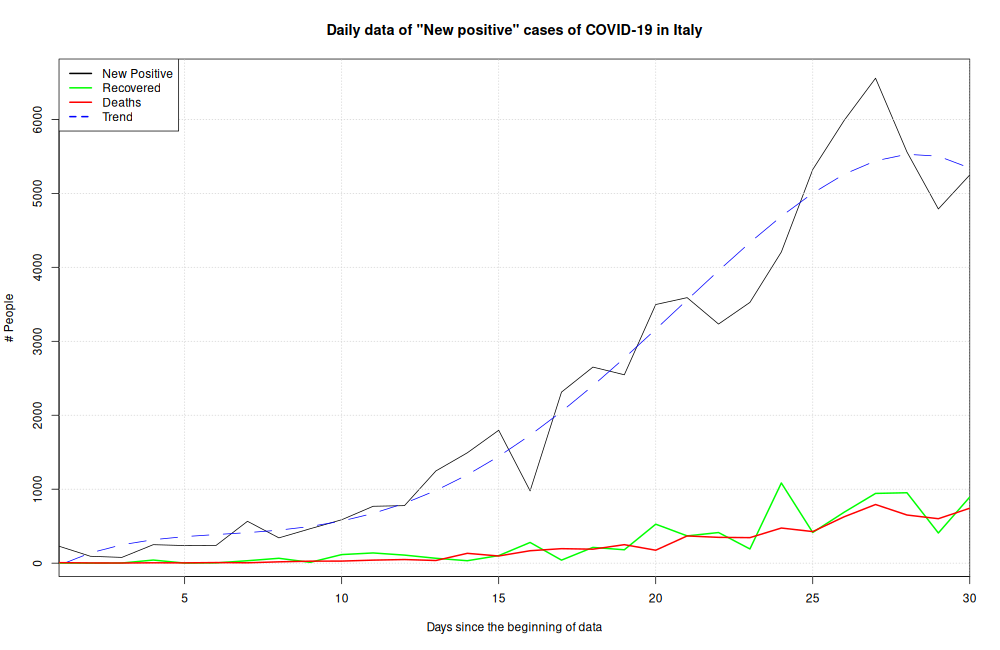 Daily data of "New positive" cases of COVID-19 in Italy
New Positive
Recovered
Deaths
Trend
# People
6000
5000
4000
3000
2000
1000
0
5 10 15 20 25 30
Days since the beginning of data